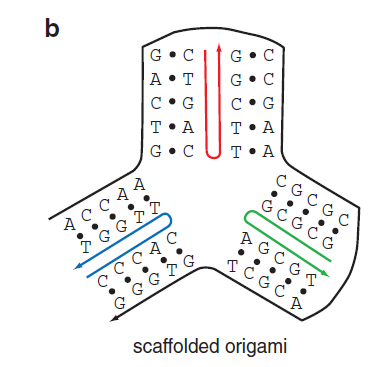 b
G • C G • C
A • T G • C
C • G C • G
T • A T • A
G • C T • A
A C C A A
T G G T T
C C C A C
G G G T G
C G C G C
G C G C G
A G C G T
T C G C A
scaffolded origami